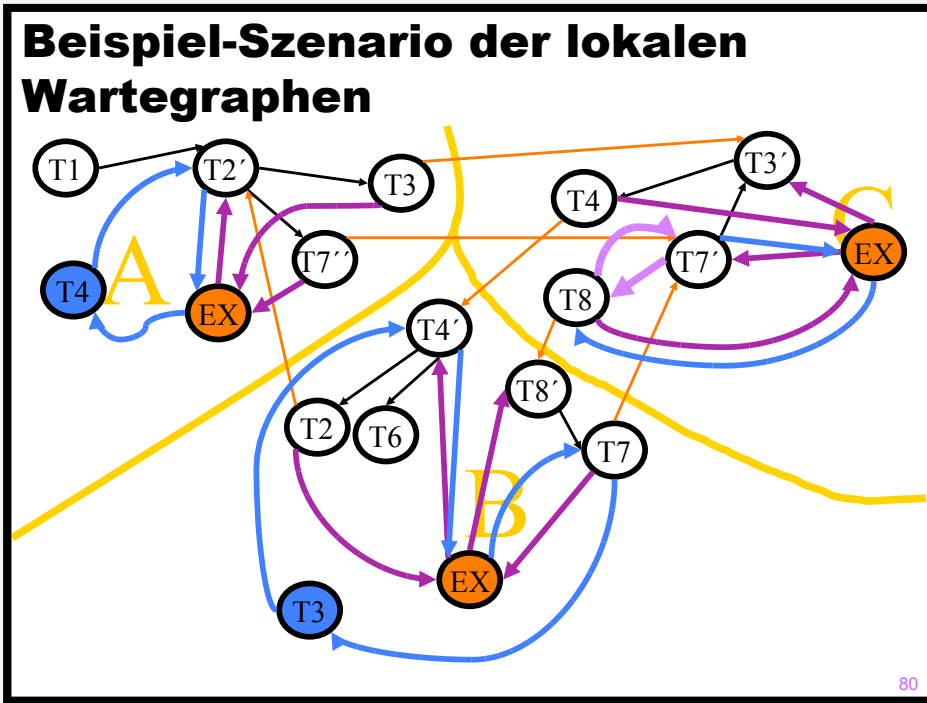 Beispiel-Szenario der lokalen
Wartegraphen
T1
T2´
T3
T3´
T4
T7´´
T7´
C
EX
A
T4
EX
T8
T4´
T8´
T2
T6
T7
B
EX
T3
80